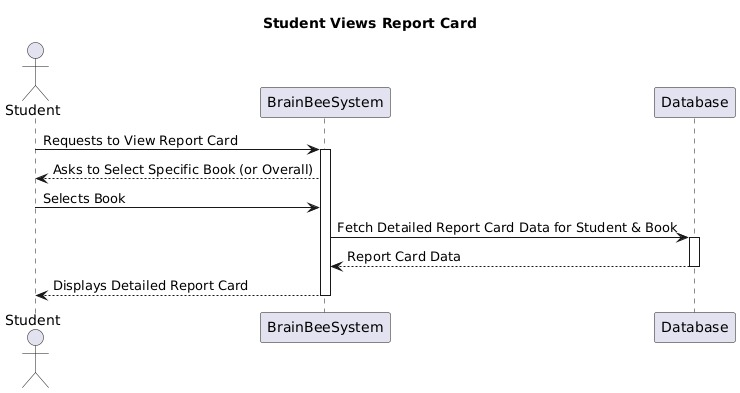 Student Views Report Card
Student
BrainBeeSystem
Database
Requests to View Report Card
Asks to Select Specific Book (or Overall)
Selects Book
Fetch Detailed Report Card Data for Student & Book
Report Card Data
Displays Detailed Report Card
Student
BrainBeeSystem
Database